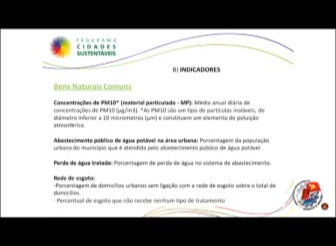 PROGRAMA
CIDADES
SUSTENTÁVEIS
B) INDICADORES
Bens Naturais Comuns
Concentrações de PM10* (material particulado - MP): Média anual diária de
concentrações de PM10 (µg/m3). *As PM10 são um tipo de partículas inaláveis, de
diâmetro inferior a 10 micrometros (µm) e constituem um elemento de poluição
atmosférica.
Abastecimento público de água potável na área urbana: Porcentagem da população
urbana do município que é atendida pelo abastecimento público de água potável.
Perda de água tratada: Porcentagem de perda de água no sistema de abastecimento.
Rede de esgoto:
-Porcentagem de domicílios urbanos sem ligação com a rede de esgoto sobre o total de
domicílios.
- Percentual de esgoto que não recebe nenhum tipo de tratamento